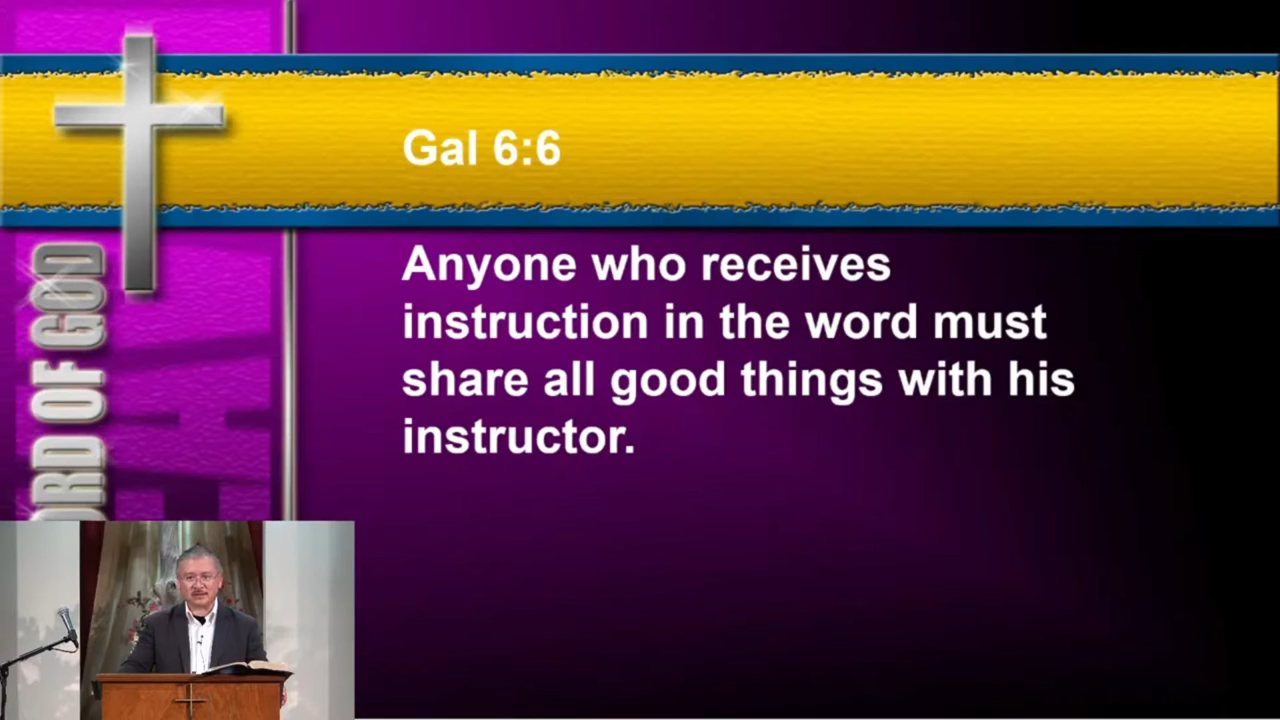 Gal 6:6
Anyone who receives
instruction in the word must
share all good things with his
instructor.
ORD OF GOD